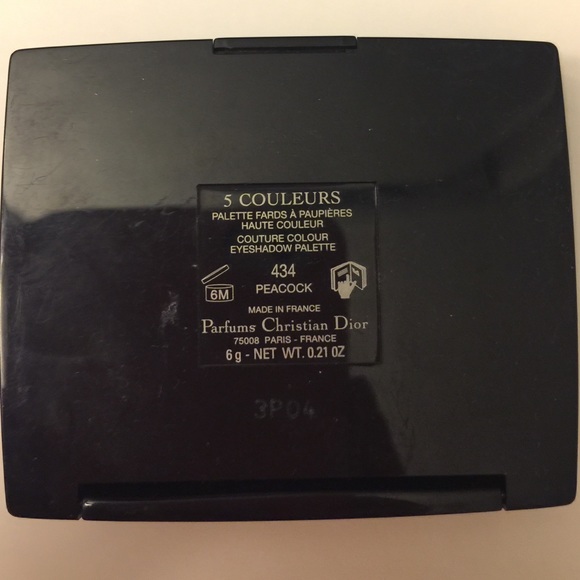 5 COULEURS
PALETTE FARDS À PAUPIÈRES
HAUTE COULEUR
COUTURE COLOUR
EYESHADOW PALETTE
434
PEACOCK
6M
MADE IN FRANCE
Parfums Christian Dior
75008 PARIS - FRANCE
6 g - NET WT. 0.21 OZ
3P04